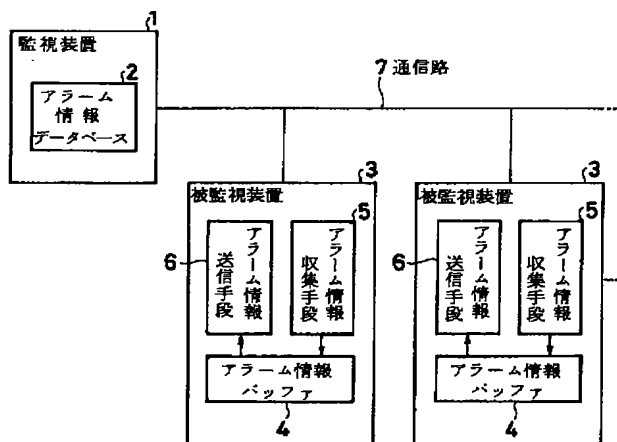 1
監視装置
2
アラーム
情報
データベース
7 通信路
3
被監視装置
5
6
アラーム情報
送信手段
アラーム情報
収集手段
アラーム情報
バッファ
4
3
被監視装置
5
6
アラーム情報
送信手段
アラーム情報
収集手段
アラーム情報
バッファ
4